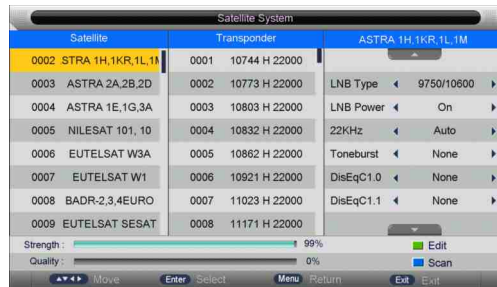 Satellite System
Satellite Transponder ASTRA 1H,1KR,1L,1M
0002 STRA 1H,1KR,1L,1M 0001 10744 H 22000
0003 ASTRA 2A,2B,2D 0002 10773 H 22000 LNB Type 9750/10600
0004 ASTRA 1E,1G,3A 0003 10803 H 22000 LNB Power On
0005 NILESAT 101, 10 0004 10832 H 22000 22KHz Auto
0006 EUTELSAT W3A 0005 10862 H 22000 Toneburst None
0007 EUTELSAT W1 0006 10921 H 22000 DisEqC1.0 None
0008 BADR-2,3,4EURO 0007 11023 H 22000 DisEqC1.1 None
0009 EUTELSAT SESAT 0008 11171 H 22000
Strength : 99% Edit
Quality : 0% Scan
Move Enter Select Menu Return Exit Exit